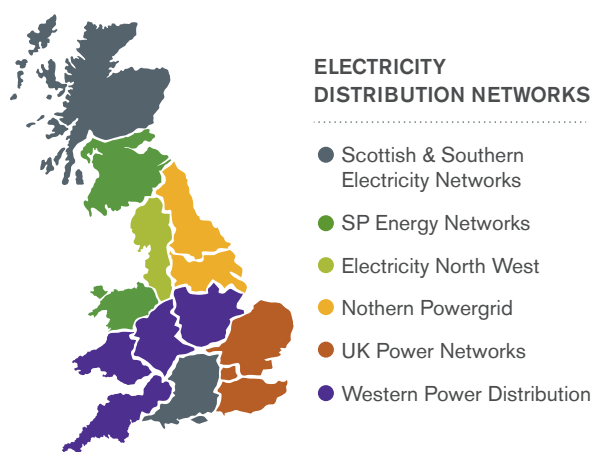 ELECTRICITY
DISTRIBUTION NETWORKS
Scottish & Southern
Electricity Networks
SP Energy Networks
Electricity North West
Nothern Powergrid
UK Power Networks
Western Power Distribution